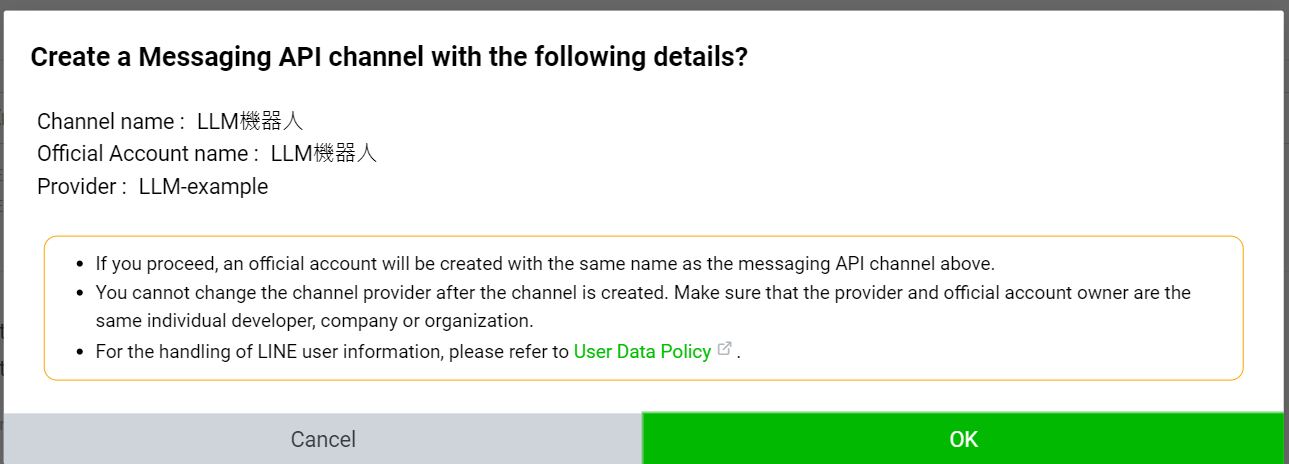 Create a Messaging API channel with the following details?
Channel name : LLM機器人
Official Account name : LLM機器人
Provider : LLM-example
• If you proceed, an official account will be created with the same name as the messaging API channel above.
• You cannot change the channel provider after the channel is created. Make sure that the provider and official account owner are the
same individual developer, company or organization.
• For the handling of LINE user information, please refer to User Data Policy .
Cancel
OK